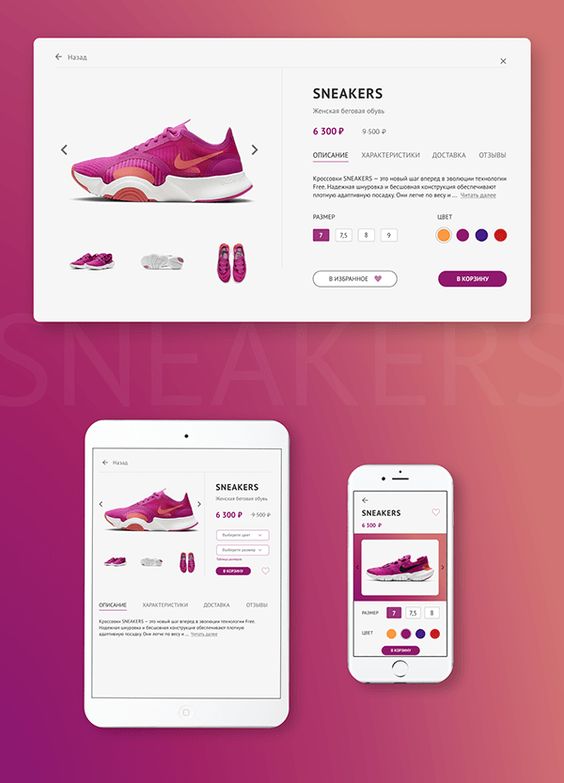 Назад
SNEAKERS
Женская беговая обувь
6 300 ₽ 9 500 ₽
ОПИСАНИЕ ХАРАКТЕРИСТИКИ ДОСТАВКА ОТЗЫВЫ
Кроссовки SNEAKERS — это новый шаг вперед в эволюции технологии
Free. Надежная шнуровка и бесшовная конструкция обеспечивают
плотную адаптивную посадку. Они легче по весу и ... Читать далее
РАЗМЕР ЦВЕТ
7 7,5 8 9
В ИЗБРАННОЕ В КОРЗИНУ
SNEAKERS
Назад
SNEAKERS
Женская беговая обувь
6 300 ₽ 9 500 ₽
Выберите цвет
Выберите размер
Таблица размеров
В КОРЗИНУ
ОПИСАНИЕ ХАРАКТЕРИСТИКИ ДОСТАВКА ОТЗЫВЫ
Кроссовки SNEAKERS — это новый шаг вперед в эволюции технологии Free.
Надежная шнуровка и бесшовная конструкция обеспечивают плотную
адаптивную посадку. Они легче по весу и ... Читать далее
SNEAKERS
6 300 ₽
РАЗМЕР 7 7,5 8
ЦВЕТ
В КОРЗИНУ